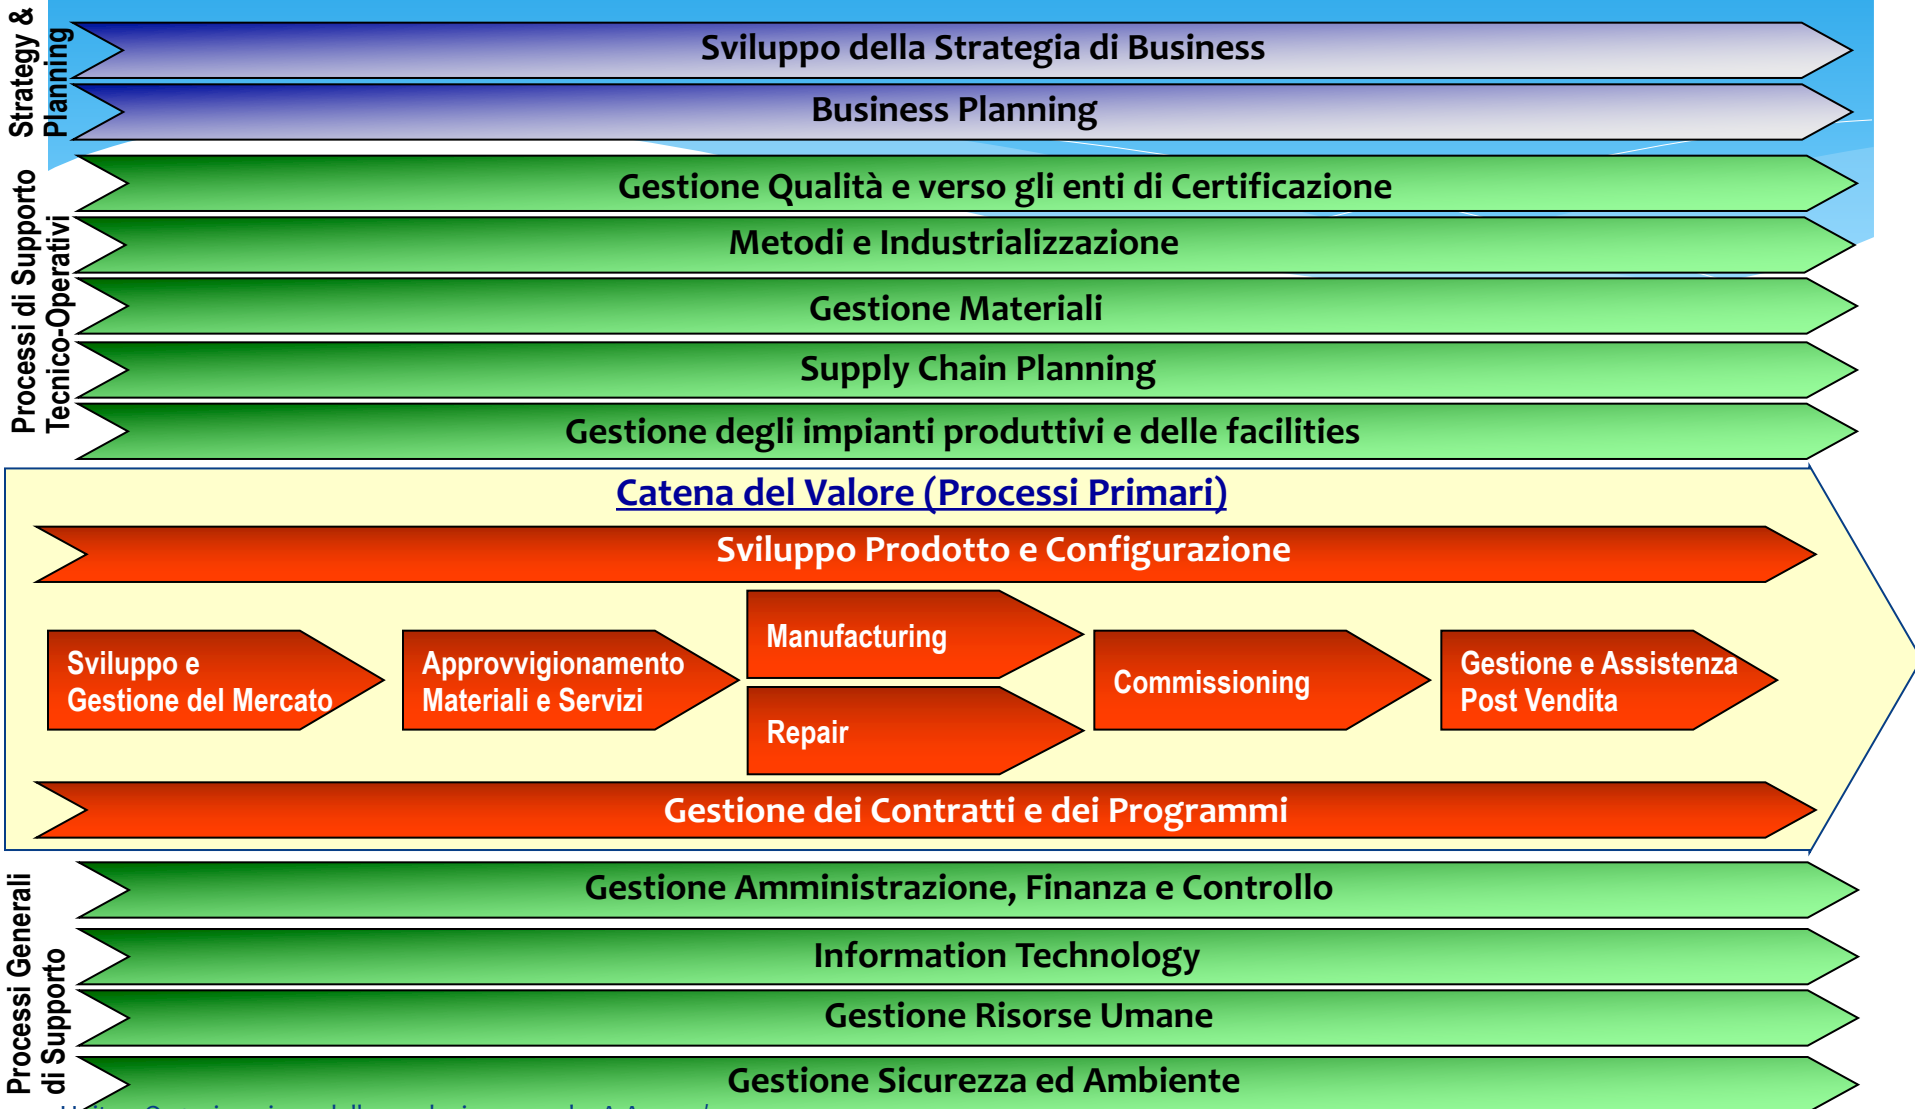 Strategy &
Planning
Sviluppo della Strategia di Business
Business Planning
Processi di Supporto
Tecnico-Operativi
Gestione Qualità e verso gli enti di Certificazione
Metodi e Industrializzazione
Gestione Materiali
Supply Chain Planning
Gestione degli impianti produttivi e delle facilities
Catena del Valore (Processi Primari)
Sviluppo Prodotto e Configurazione
Sviluppo e
Gestione del Mercato
Approvvigionamento
Materiali e Servizi
Manufacturing
Repair
Commissioning
Gestione e Assistenza
Post Vendita
Gestione dei Contratti e dei Programmi
Processi Generali
di Supporto
Gestione Amministrazione, Finanza e Controllo
Information Technology
Gestione Risorse Umane
Gestione Sicurezza ed Ambiente